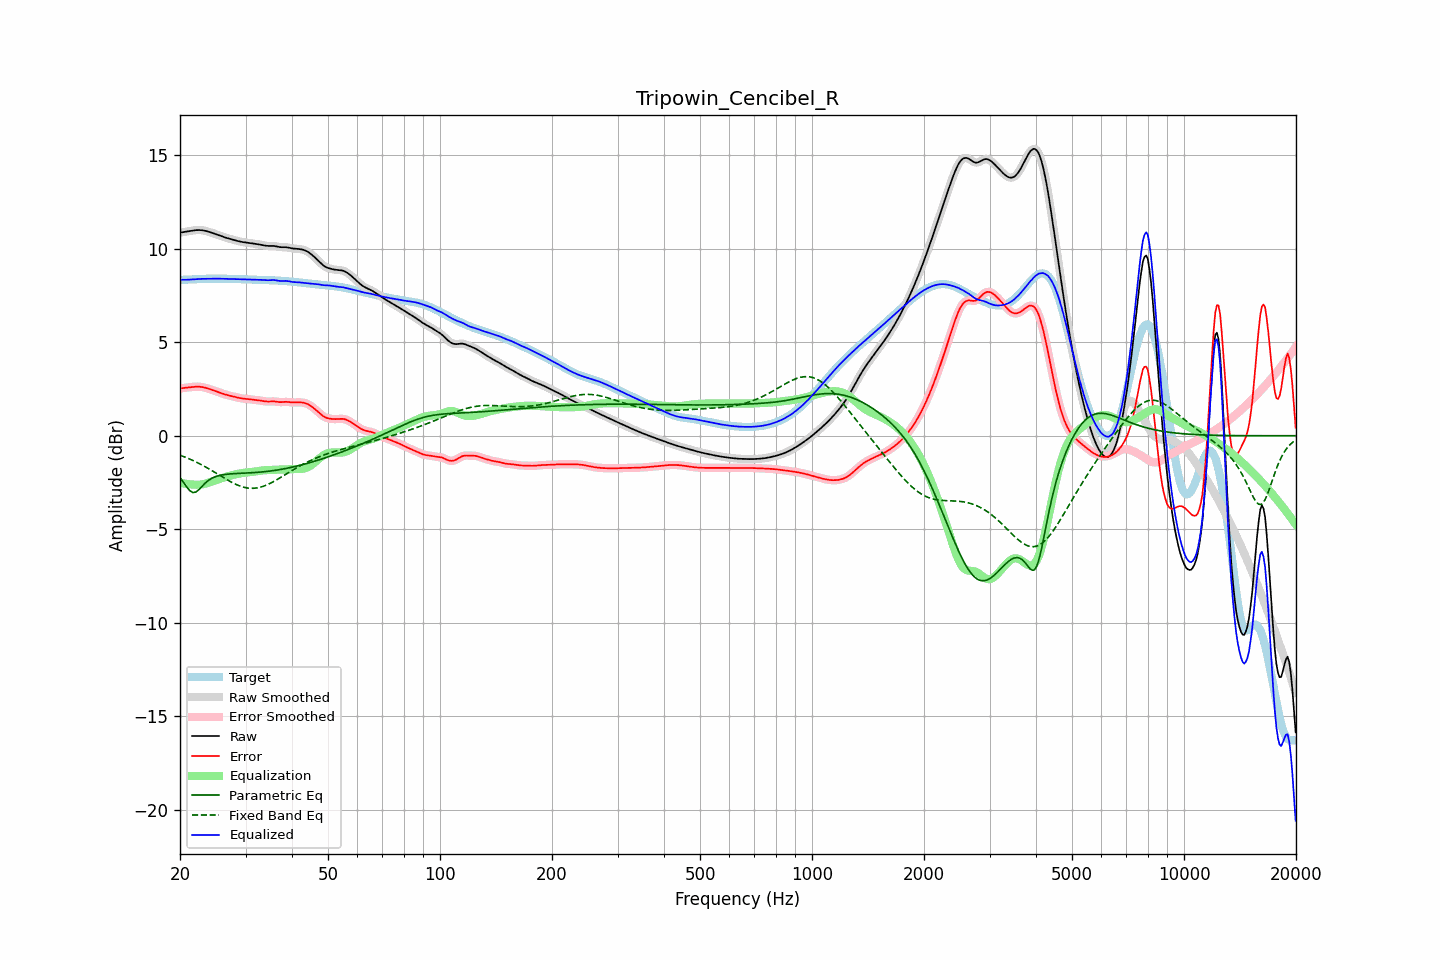 Tripowin_Cencibel_R
Amplitude (dBr)
15
10
5
0
−5
−10
−15
−20
Target
Raw Smoothed
Error Smoothed
Raw
Error
Equalization
Parametric Eq
Fixed Band Eq
Equalized
20 50 100 200 500 1000 2000 5000 10000 20000
Frequency (Hz)